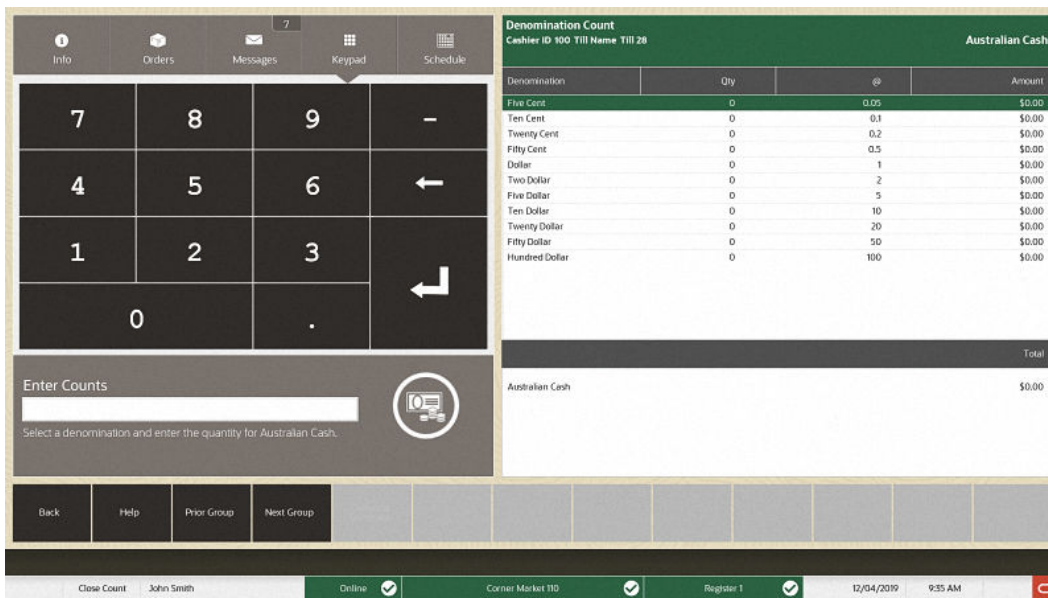 7
Info Orders Messages Keypad Schedule
7 8 9 -
4 5 6
1 2 3
0 .
Enter Counts
Select a denomination and enter the quantity for Australian Cash.
Denomination Count
Cashier ID 100 Till Name Till 28 Australian Cash
Denomination Qty @ Amount
Five Cent 0 0.05 $0.00
Ten Cent 0 0.1 $0.00
Twenty Cent 0 0.2 $0.00
Fifty Cent 0 0.5 $0.00
Dollar 0 1 $0.00
Two Dollar 0 2 $0.00
Five Dollar 0 5 $0.00
Ten Dollar 0 10 $0.00
Twenty Dollar 0 20 $0.00
Fifty Dollar 0 50 $0.00
Hundred Dollar 0 100 $0.00
Total
Australian Cash $0.00
Back Help Prior Group Next Group
Close Count John Smith Online Corner Market 110 Register 1 12/04/2019 9:35 AM